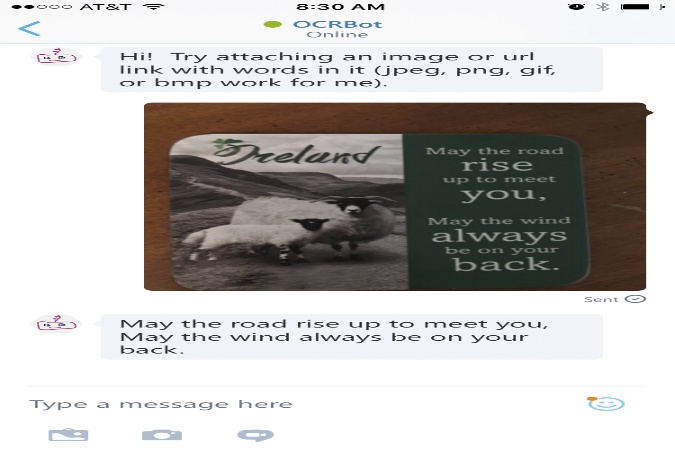 AT&T 8:30 AM
OCRBot
Online
Hi! Try attaching an image or url
link with words in it (jpeg, png, gif,
or bmp work for me).
Ireland
May the road
rise
up to meet
you,
May the wind
always
be on your
back.
Sent
May the road rise up to meet you,
May the wind always be on your
back.
Type a message here